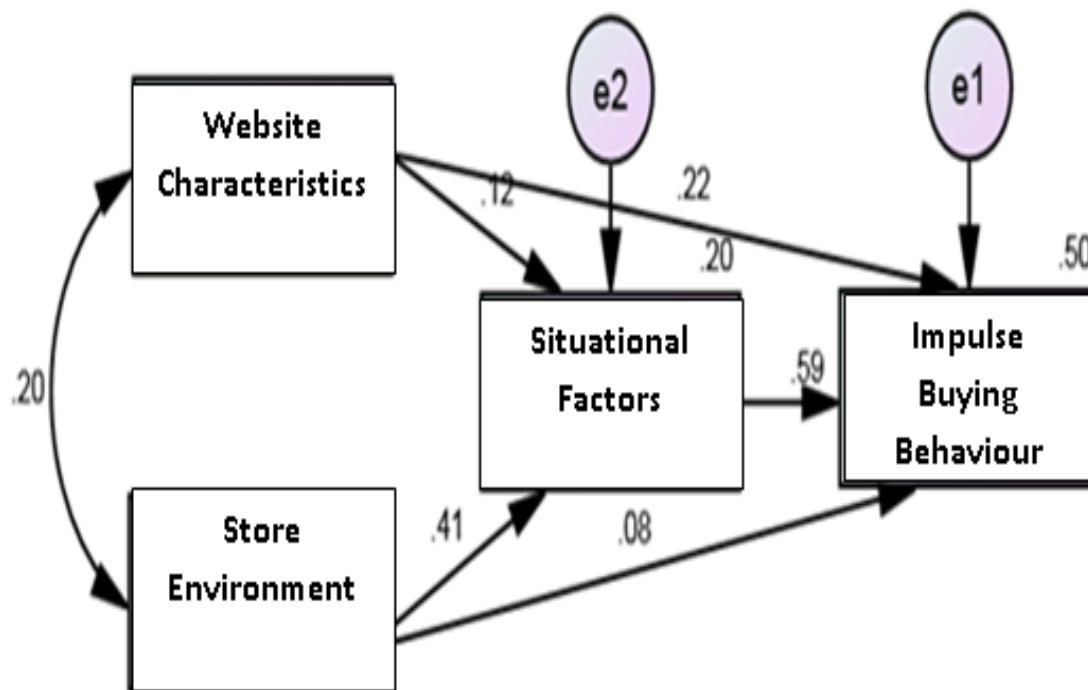 e2
e1
Website
Characteristics
.12
.22
.20
.50
Situational
Factors
Impulse
Buying
Behaviour
.59
.20
Store
Environment
.41
.08